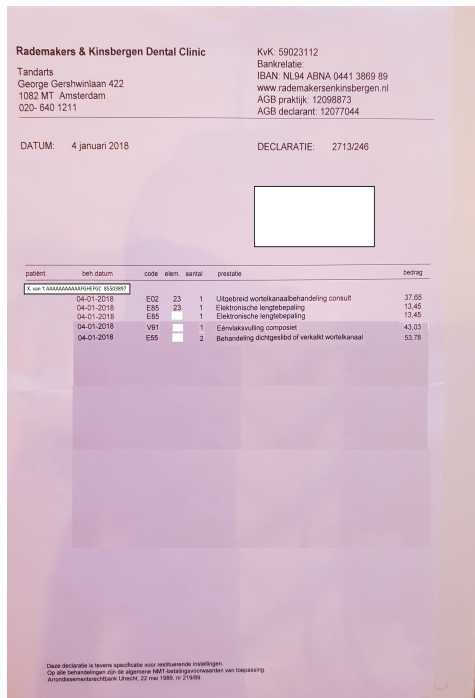 Rademakers & Kinsbergen Dental Clinic
Tandarts
George Gershwinlaan 422
1082 MT Amsterdam
020- 640 1211
KvK: 59023112
Bankrelatie:
IBAN: NL94 ABNA 0441 3869 89
www.rademakersenkinsbergen.nl
AGB praktijk: 12098873
AGB declarant: 12077044
DATUM: 4 januari 2018
DECLARATIE: 2713/246
patiënt beh.datum code elem. aantal prestatie bedrag
X. van 't AAAAAAAAAAAFGHEFGC 85503897
04-01-2018 E02 23 1 Uitgebreid wortelkanaalbehandeling consult 37,65
04-01-2018 E85 23 1 Elektronische lengtebepaling 13,45
04-01-2018 E85 1 Elektronische lengtebepaling 13,45
04-01-2018 V91 1 Eénvlaksvulling composiet 43,03
04-01-2018 E55 2 Behandeling dichtgeslibd of verkalkt wortelkanaal 53,78
Deze declaratie is tevens specificatie voor restituerende instellingen.
Op alle behandelingen zijn de algemene NMT-betalingsvoorwaarden van toepassing.
Arrondissementsrechtbank Utrecht, 22 mei 1989, nr 219/89